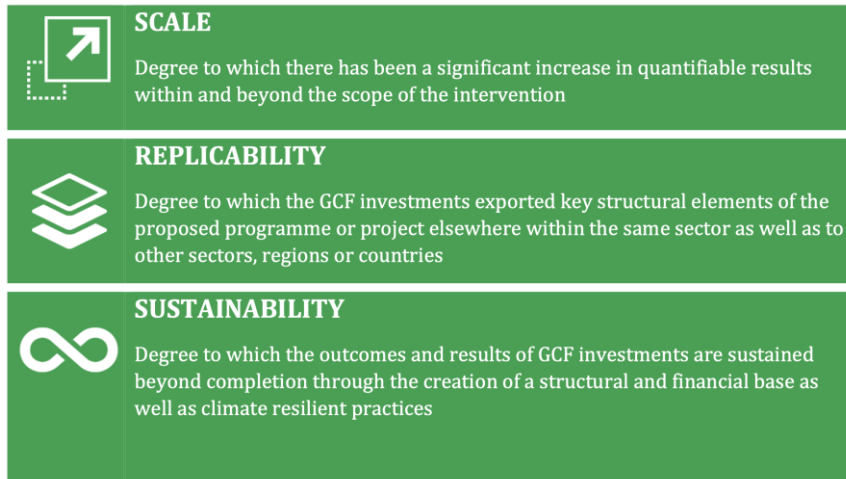 SCALE
Degree to which there has been a significant increase in quantifiable results
within and beyond the scope of the intervention
REPLICABILITY
Degree to which the GCF investments exported key structural elements of the
proposed programme or project elsewhere within the same sector as well as to
other sectors, regions or countries
SUSTAINABILITY
Degree to which the outcomes and results of GCF investments are sustained
beyond completion through the creation of a structural and financial base as
well as climate resilient practices